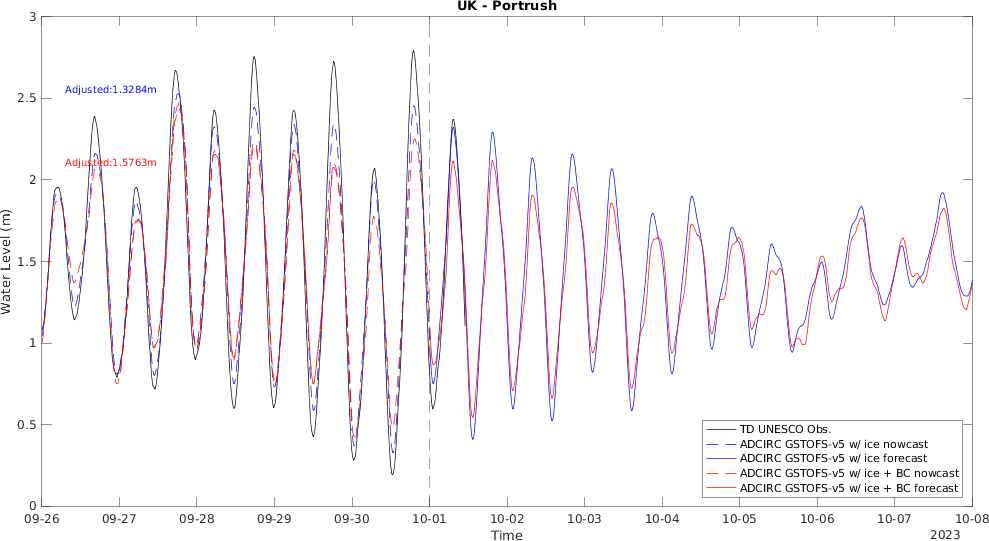 UK - Portrush
Water Level (m)
3
2.5
2
1.5
1
0.5
0
Adjusted:1.3284m
Adjusted:1.5763m
TD UNESCO Obs.
ADCIRC GSTOFS-v5 w/ ice nowcast
ADCIRC GSTOFS-v5 w/ ice forecast
ADCIRC GSTOFS-v5 w/ ice + BC nowcast
ADCIRC GSTOFS-v5 w/ ice + BC forecast
09-26 09-27 09-28 09-29 09-30 10-01 10-02 10-03 10-04 10-05 10-06 10-07 10-08
Time
2023